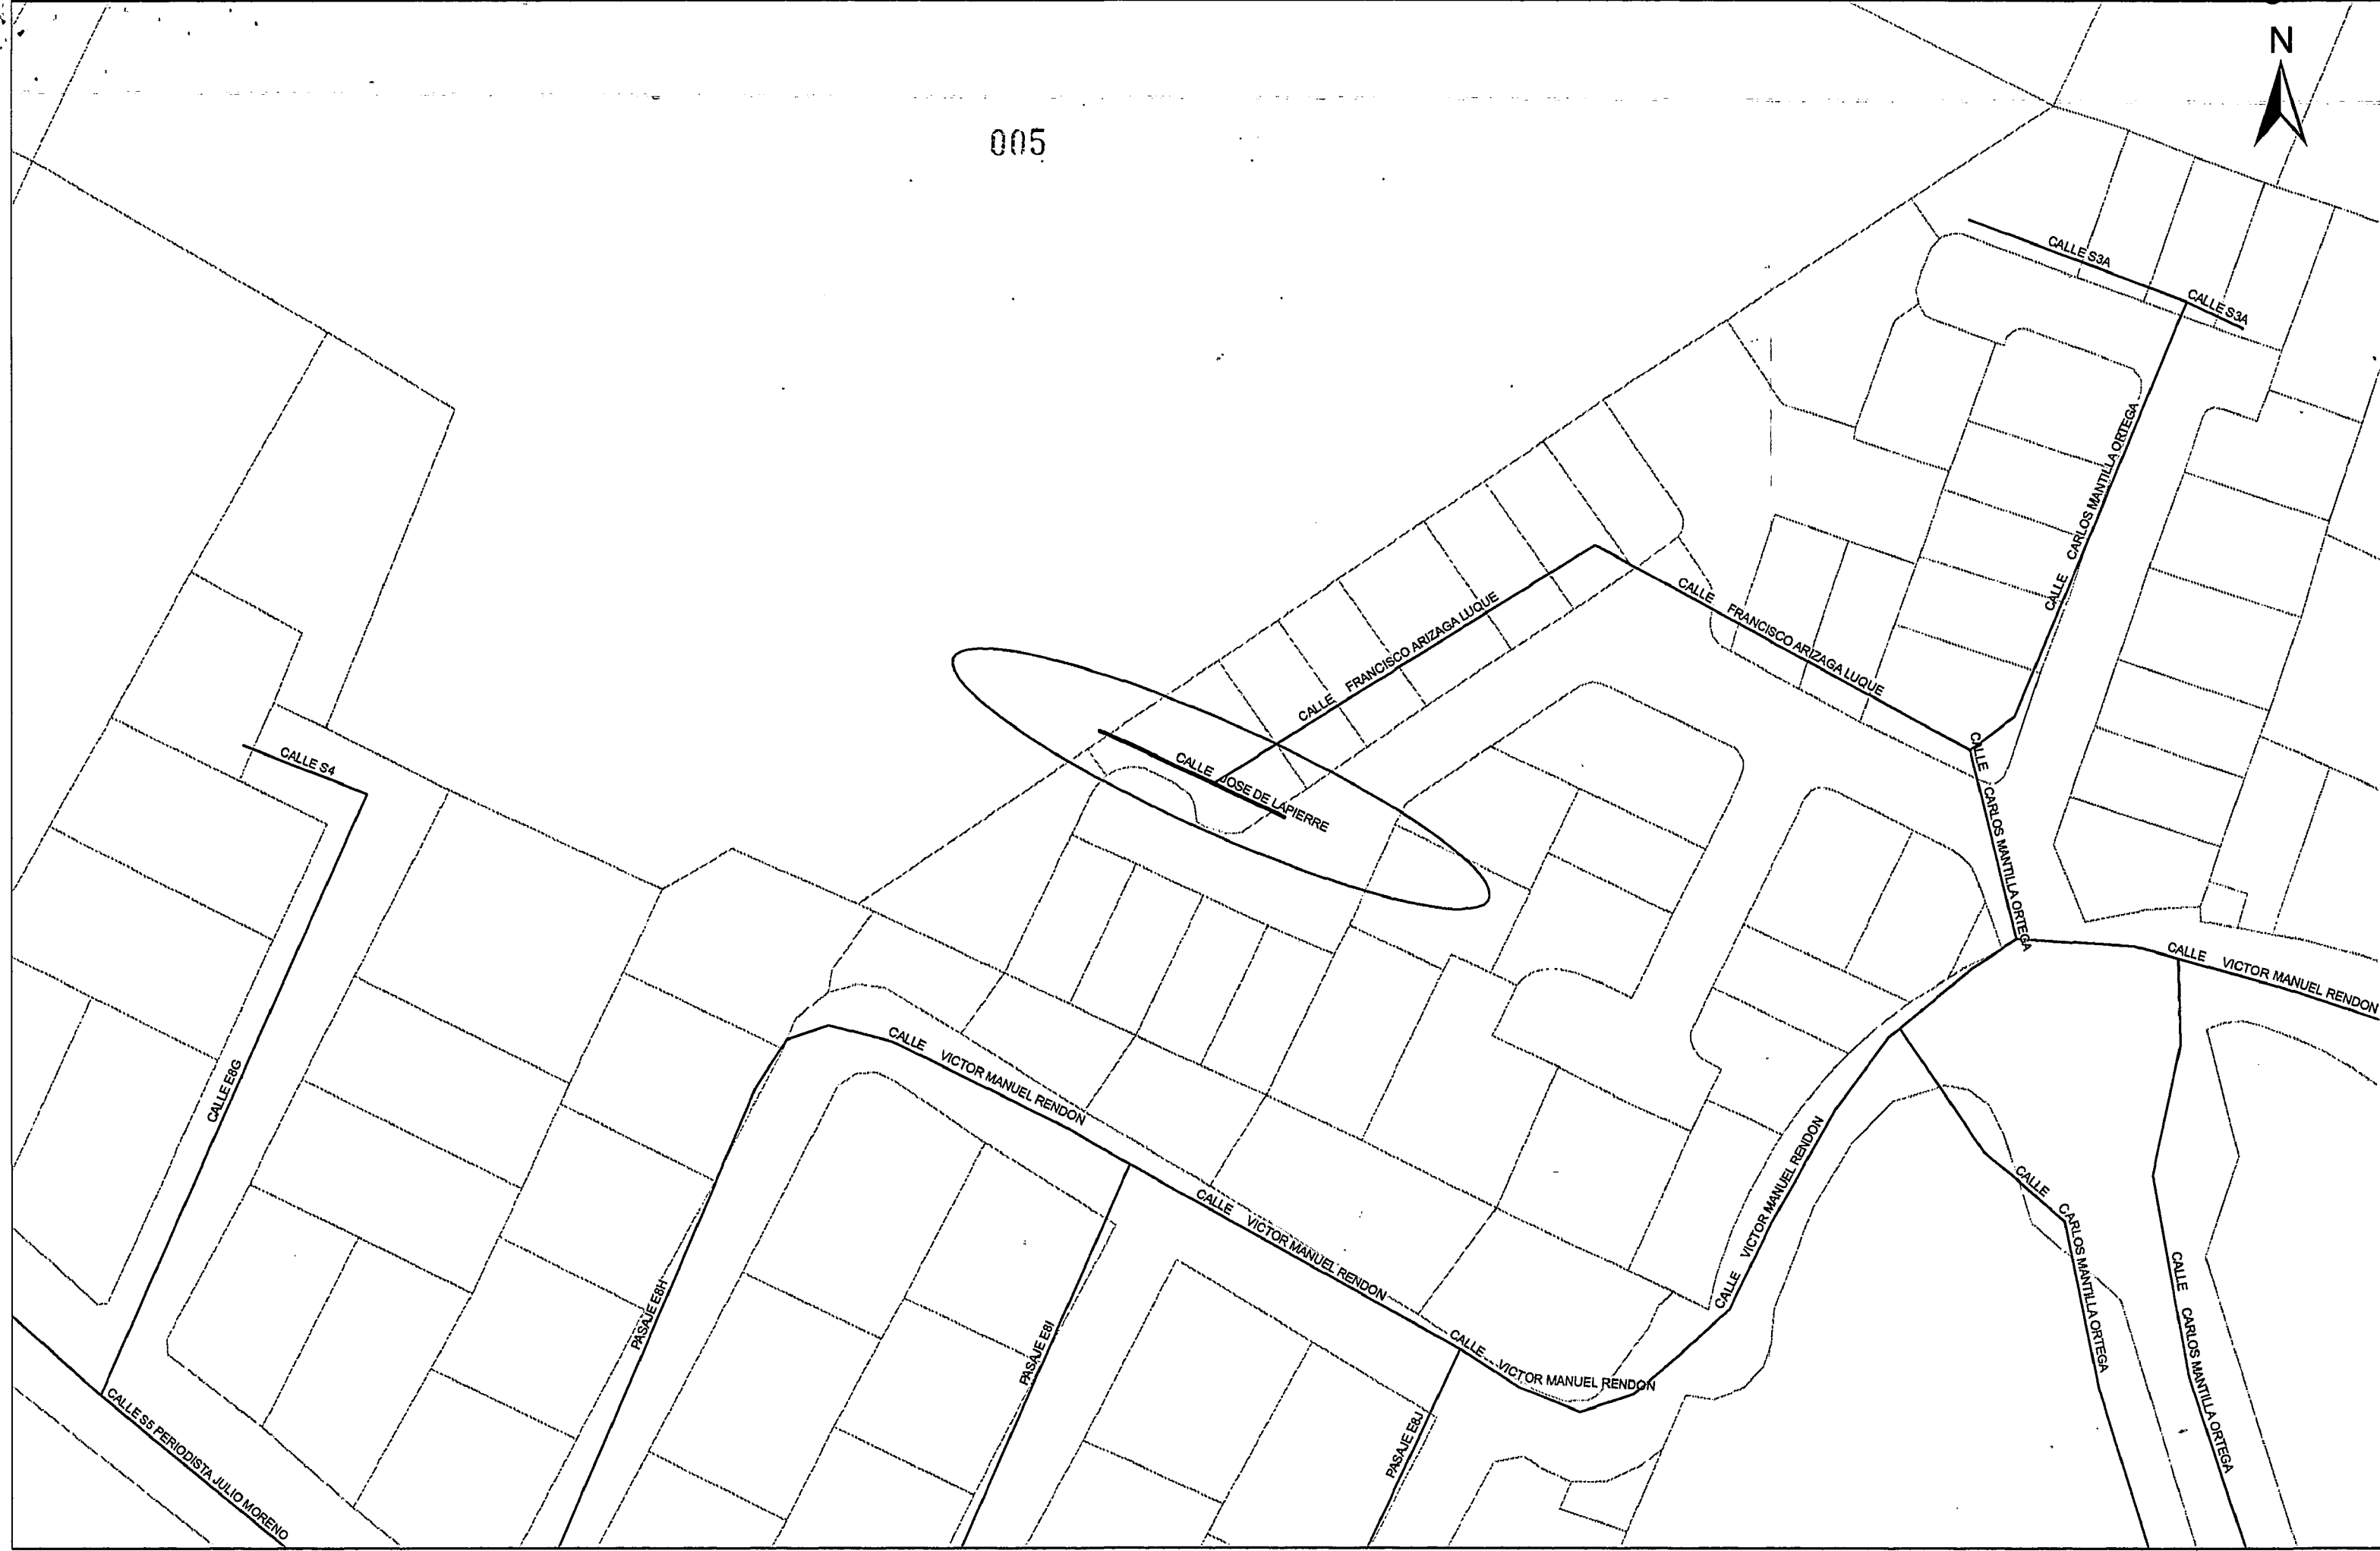 N
005
CALLE S3A
CALLE S3A
CALLE CARLOS MANTILLA ORTEGA
CALLE FRANCISCO ARIZAGA LUQUE
CALLE FRANCISCO ARIZAGA LUQUE
CALLE S4
CALLE JOSE DE LAPIERRE
CALLE CARLOS MANTILLA ORTEGA
CALLE VICTOR MANUEL RENDON
CALLE E8G
CALLE VICTOR MANUEL RENDON
CALLE VICTOR MANUEL RENDON
CALLE VICTOR MANUEL RENDON
CALLE CARLOS MANTILLA ORTEGA
CALLE CARLOS MANTILLA ORTEGA
PASAJE E8H
PASAJE E8I
CALLE VICTOR MANUEL RENDON
PASAJE E8J
CALLE S5 PERIODISTA JULIO MORENO